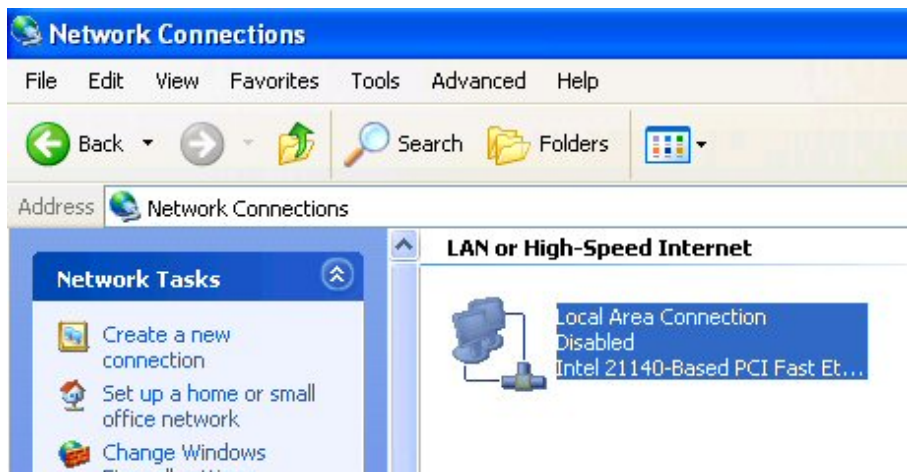 Network Connections
File Edit View Favorites Tools Advanced Help
Back Search Folders
Address Network Connections
Network Tasks
Create a new
connection
Set up a home or small
office network
Change Windows
LAN or High-Speed Internet
Local Area Connection
Disabled
Intel 21140-Based PCI Fast Et...